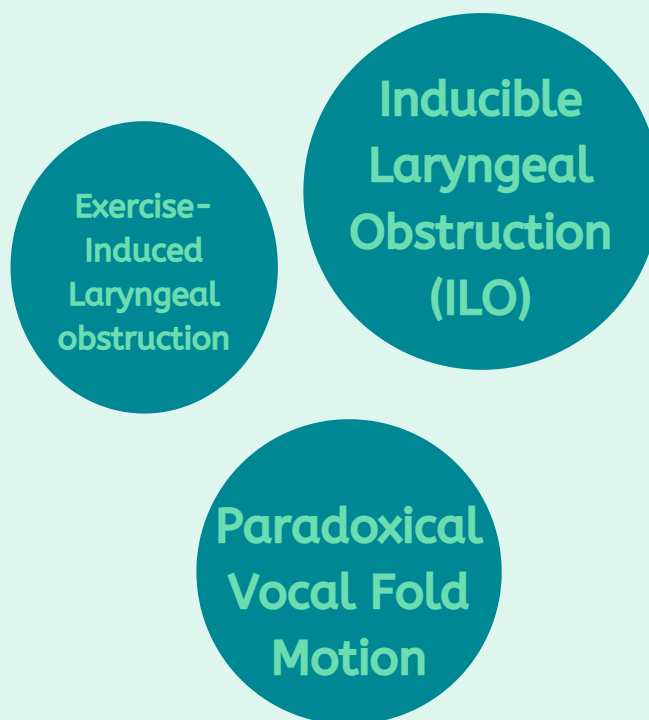 Inducible
Laryngeal
Obstruction
(ILO)
Exercise-
Induced
Laryngeal
obstruction
Paradoxical
Vocal Fold
Motion